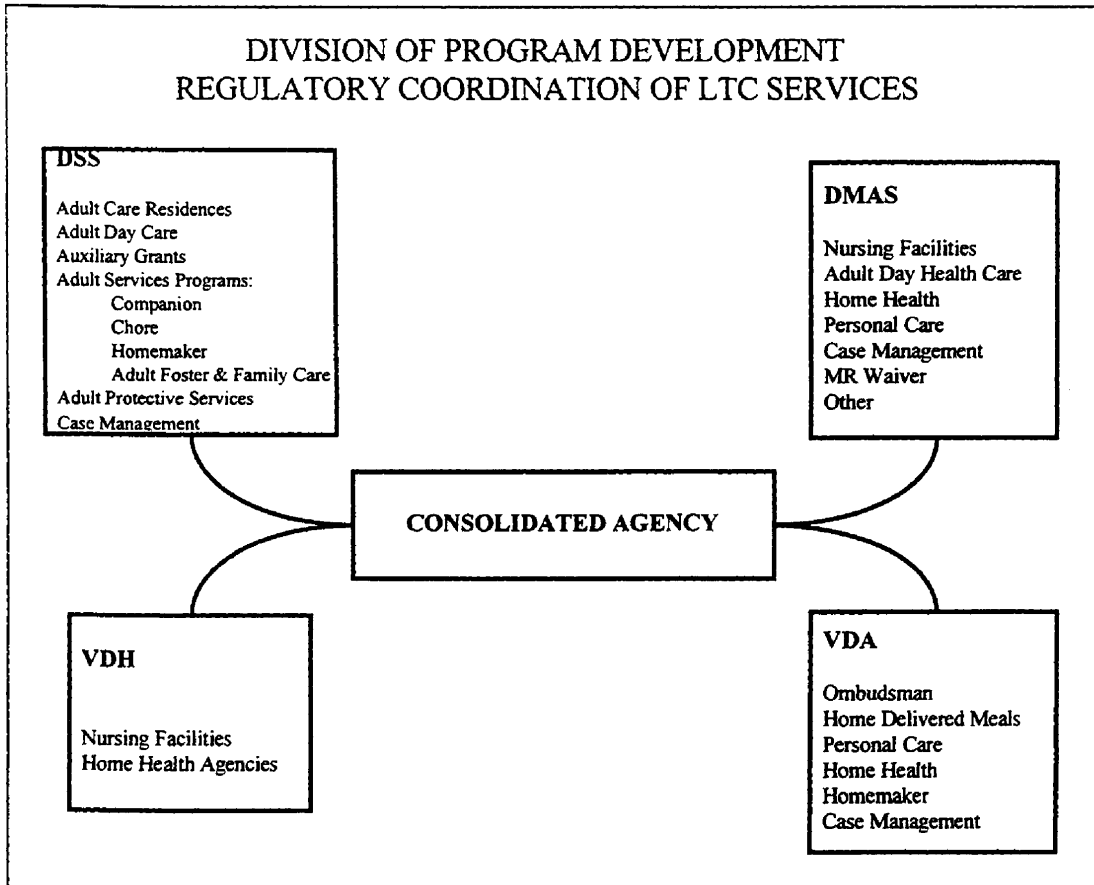 DIVISION OF PROGRAM DEVELOPMENT
REGULATORY COORDINATION OF LTC SERVICES
DSS
Adult Care Residences
Adult Day Care
Auxiliary Grants
Adult Services Programs:
Companion
Chore
Homemaker
Adult Foster & Family Care
Adult Protective Services
Case Management
DMAS
Nursing Facilities
Adult Day Health Care
Home Health
Personal Care
Case Management
MR Waiver
Other
CONSOLIDATED AGENCY
VDH
Nursing Facilities
Home Health Agencies
VDA
Ombudsman
Home Delivered Meals
Personal Care
Home Health
Homemaker
Case Management